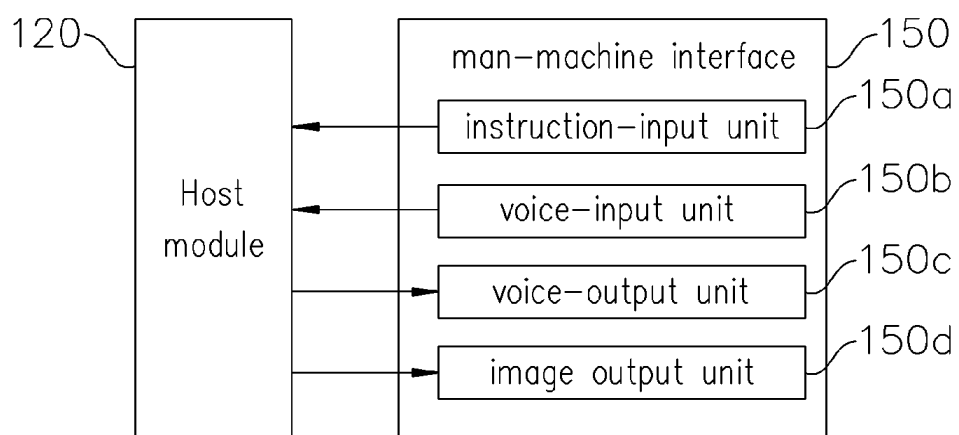 120
150
man-machine interface
150a
instruction-input unit
150b
voice-input unit
Host
module
150c
voice-output unit
150d
image output unit